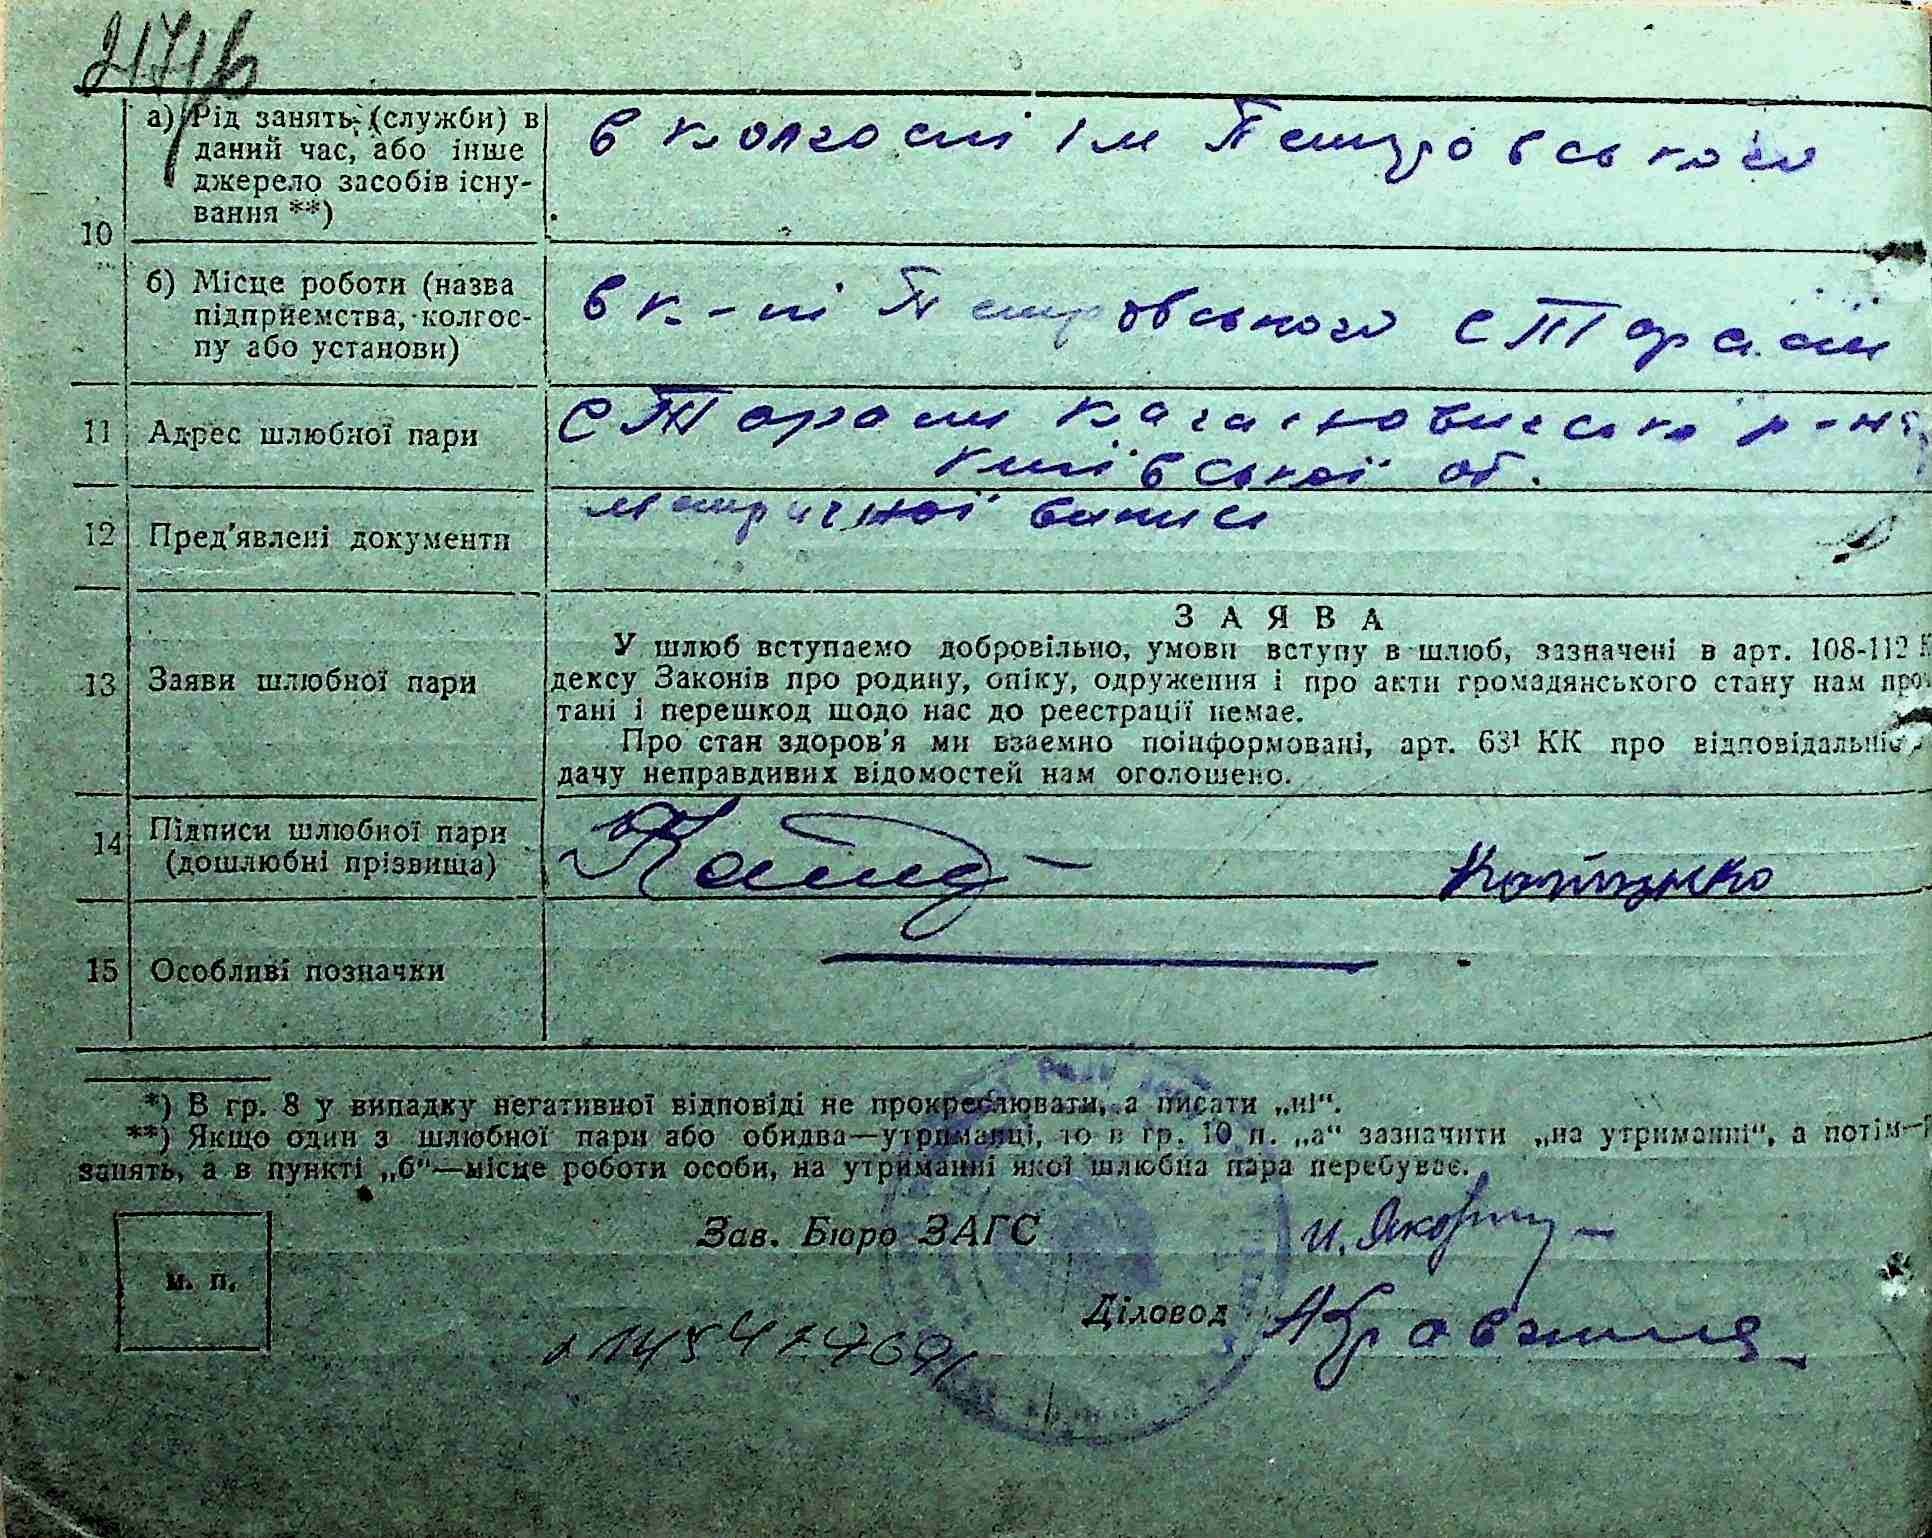 217/в
а) Рід занять, (служби) в
даний час, або інше
джерело засобів існу-
вання **)
в колгоспі ім Петровського
10
б) Місце роботи (назва
підприємства, колгос-
пу або установи)
в к-пі Петровського с Тараси
11 Адрес шлюбної пари
с Тараси Кагановицького р-ну
київської об.
12 Пред'явлені документи
метричної виписи
13 Заяви шлюбної пари
ЗАЯВА
У шлюб вступаємо добровільно, умови вступу в шлюб, зазначені в арт. 108-112 К
дексу Законів про родину, опіку, одруження і про акти громадянського стану нам про
тані і перешкод щодо нас до реєстрації немає.
Про стан здоров'я ми взаємно поінформовані, арт. 63¹ КК про відповідальніс
дачу неправдивих відомостей нам оголошено.
14 Підписи шлюбної пари
(дошлюбні прізвища)
15 Особливі позначки
*) В гр. 8 у випадку негативної відповіді не прокреслювати, а писати „ні“.
**) Якщо один з шлюбної пари або обидва—утриманці, то в гр. 10 п. „а“ зазначити „на утриманні“, а потім—
занять, а в пункті „б“—місце роботи особи, на утриманні якої шлюбна пара перебуває.
Зав. Бюро ЗАГС
м. п.
Діловод